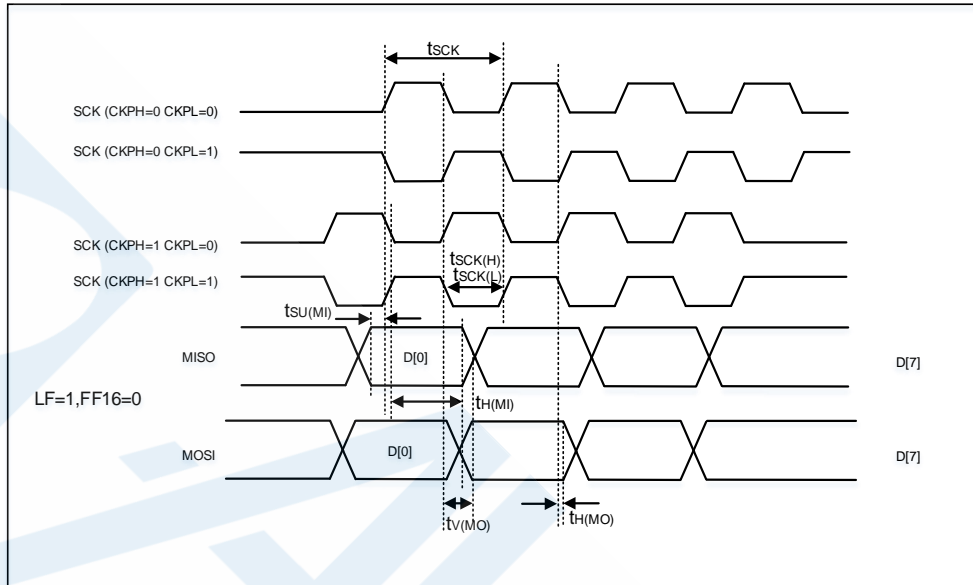 tSCK
SCK (CKPH=0 CKPL=0)
SCK (CKPH=0 CKPL=1)
SCK (CKPH=1 CKPL=0)
tSCK(H)
SCK (CKPH=1 CKPL=1)
tSCK(L)
tSU(MI)
MISO
D[0]
D[7]
LF=1,FF16=0
tH(MI)
MOSI
D[0]
D[7]
tV(MO)
tH(MO)